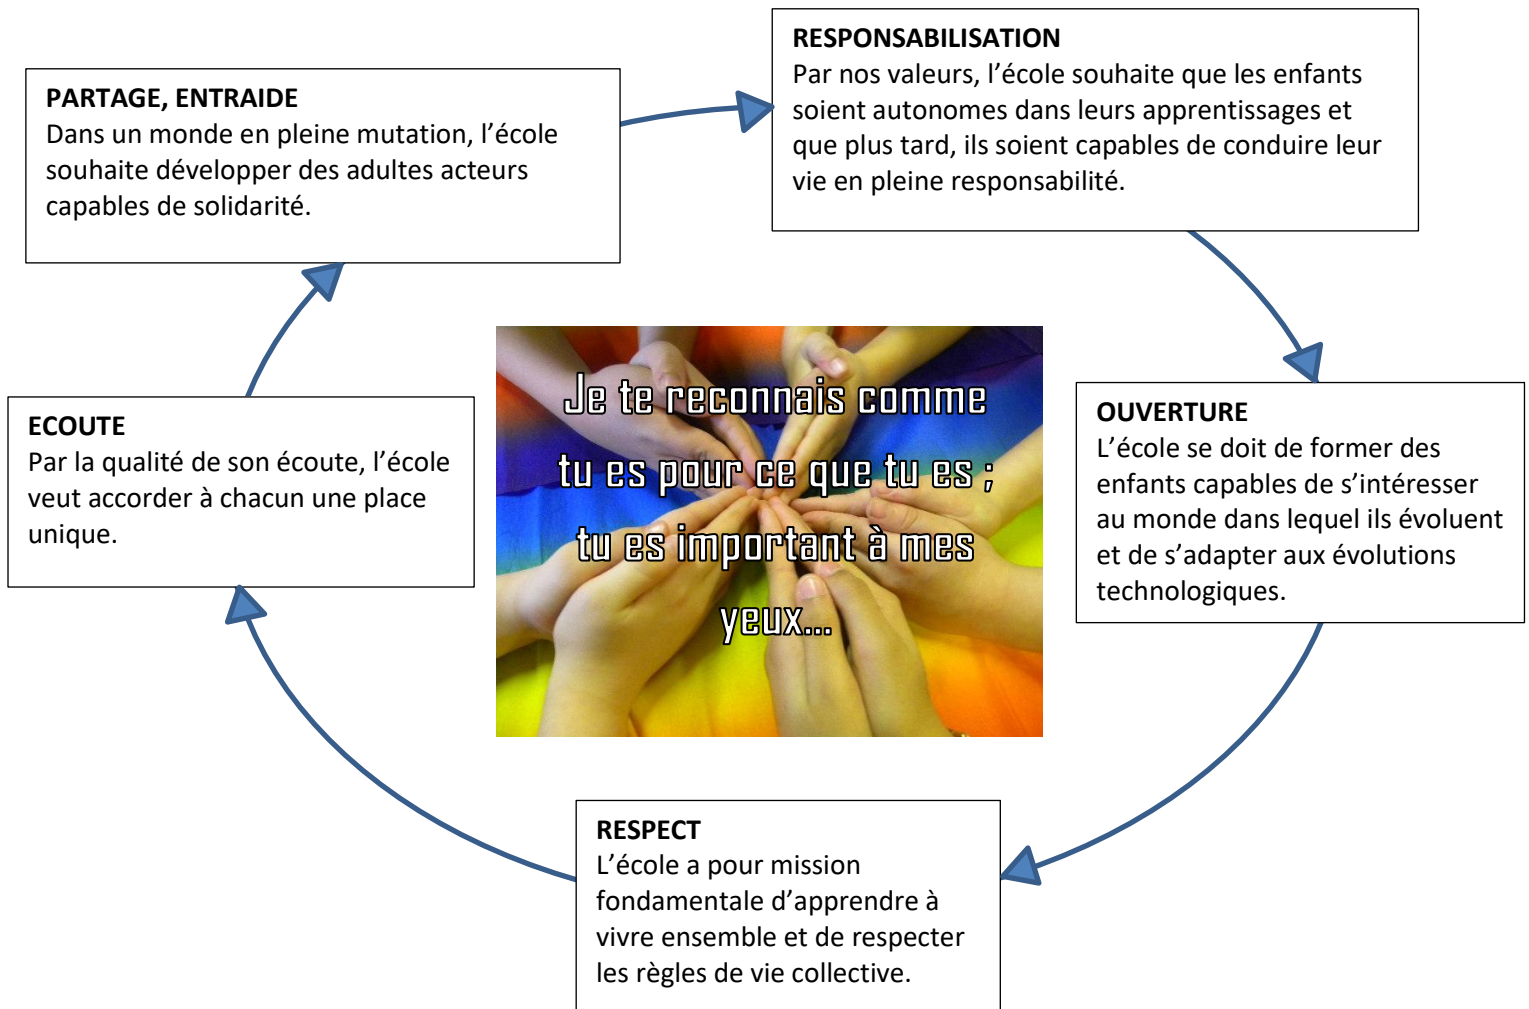 RESPONSABILISATION
Par nos valeurs, l’école souhaite que les enfants
soient autonomes dans leurs apprentissages et
que plus tard, ils soient capables de conduire leur
vie en pleine responsabilité.
PARTAGE, ENTRAIDE
Dans un monde en pleine mutation, l’école
souhaite développer des adultes acteurs
capables de solidarité.
ECOUTE
Par la qualité de son écoute, l’école
veut accorder à chacun une place
unique.
Je te reconnais comme
tu es pour ce que tu es ;
tu es important à mes
yeux...
OUVERTURE
L’école se doit de former des
enfants capables de s’intéresser
au monde dans lequel ils évoluent
et de s’adapter aux évolutions
technologiques.
RESPECT
L’école a pour mission
fondamentale d’apprendre à
vivre ensemble et de respecter
les règles de vie collective.